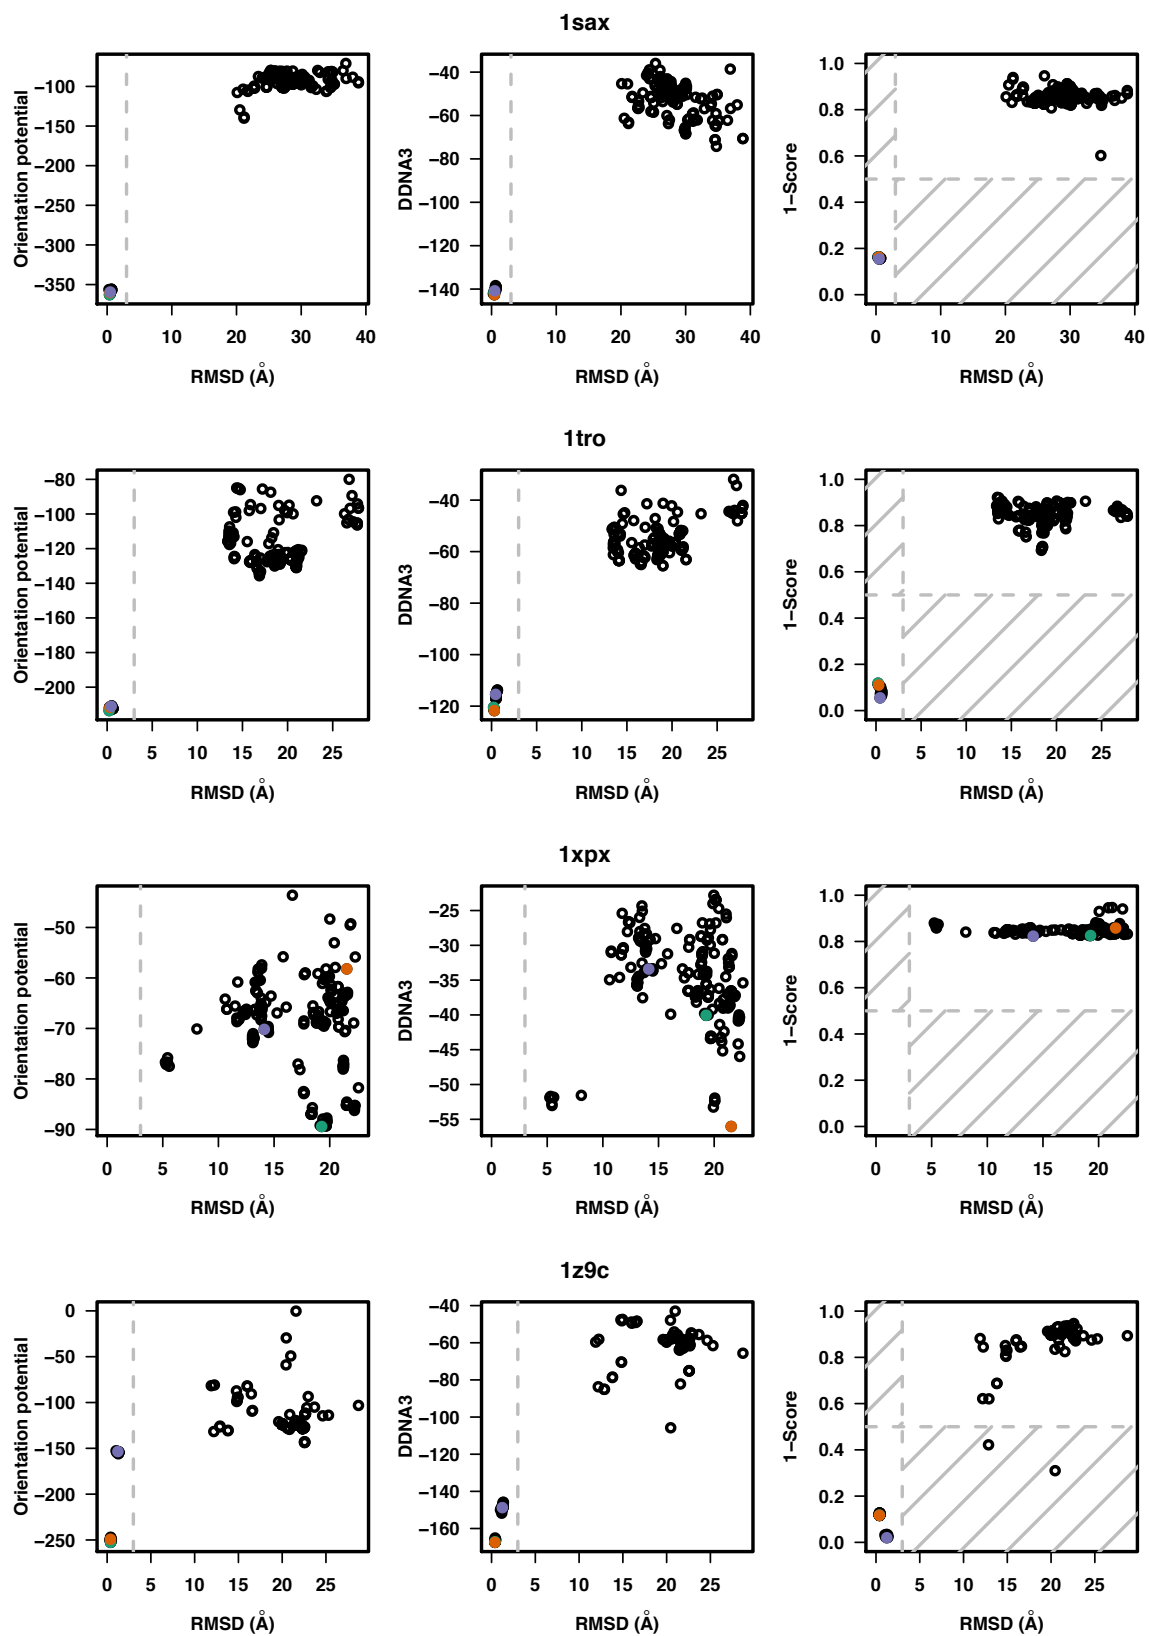 1sax
Orientation potential
−100
−150
−200
−250
−300
−350
0 10 20 30 40
RMSD (Å)
DDNA3
−40
−60
−80
−100
−120
−140
0 10 20 30 40
RMSD (Å)
1−Score
1.0
0.8
0.6
0.4
0.2
0.0
0 10 20 30 40
RMSD (Å)
1tro
Orientation potential
−80
−100
−120
−140
−160
−180
−200
0 5 10 15 20 25
RMSD (Å)
DDNA3
−40
−60
−80
−100
−120
0 5 10 15 20 25
RMSD (Å)
1−Score
1.0
0.8
0.6
0.4
0.2
0.0
0 5 10 15 20 25
RMSD (Å)
1xpx
Orientation potential
−50
−60
−70
−80
−90
0 5 10 15 20
RMSD (Å)
DDNA3
−25
−30
−35
−40
−45
−50
−55
0 5 10 15 20
RMSD (Å)
1−Score
1.0
0.8
0.6
0.4
0.2
0.0
0 5 10 15 20
RMSD (Å)
1z9c
Orientation potential
0
−50
−100
−150
−200
−250
0 5 10 15 20 25
RMSD (Å)
DDNA3
−40
−60
−80
−100
−120
−140
−160
0 5 10 15 20 25
RMSD (Å)
1−Score
1.0
0.8
0.6
0.4
0.2
0.0
0 5 10 15 20 25
RMSD (Å)